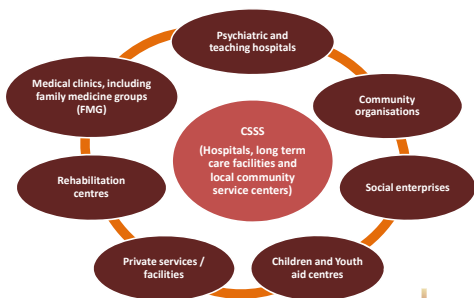 Psychiatric and
teaching hospitals
Medical clinics, including
family medicine groups
(FMG)
Community
organisations
CSSS
(Hospitals, long term
care facilities and
local community
service centers)
Rehabilitation
centres
Social enterprises
Private services /
facilities
Children and Youth
aid centres